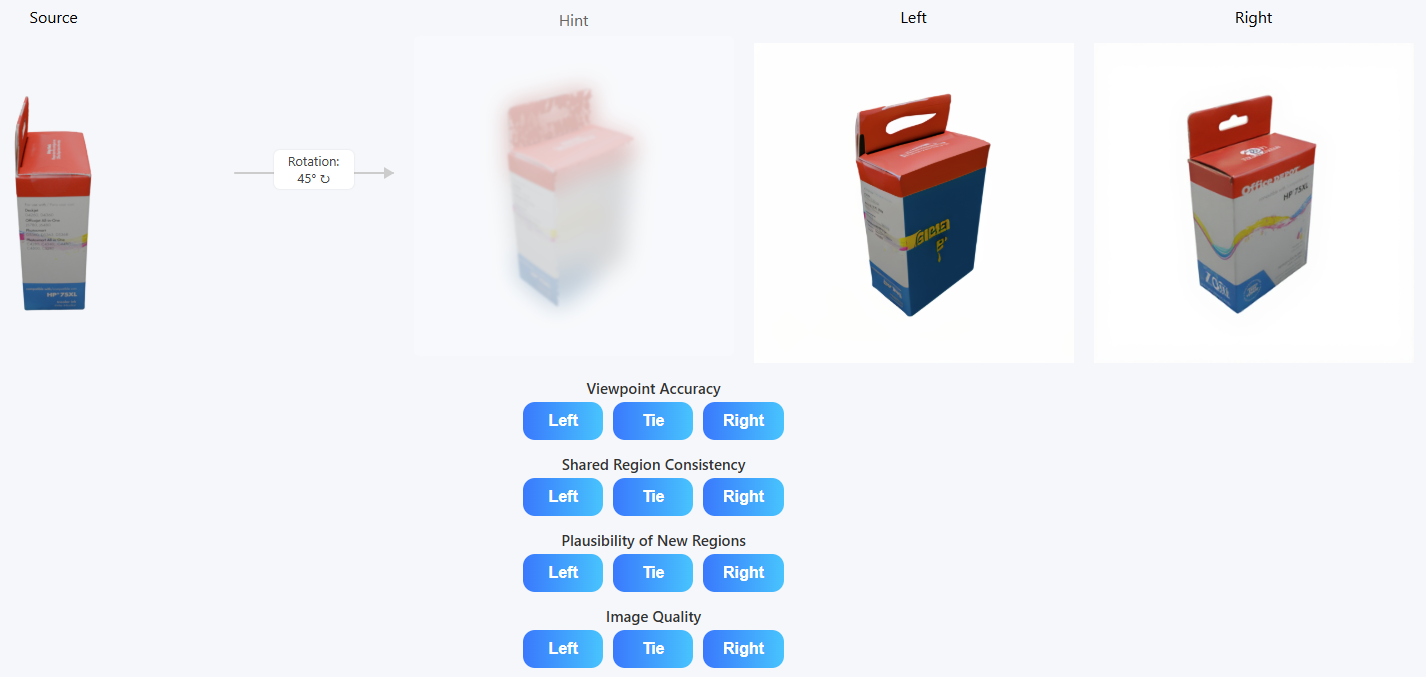 Source
Hint
Left
Right
Rotation:
45° ↻
HP 75XL
Office
HP 75XL
Viewpoint Accuracy
Left
Tie
Right
Shared Region Consistency
Left
Tie
Right
Plausibility of New Regions
Left
Tie
Right
Image Quality
Left
Tie
Right